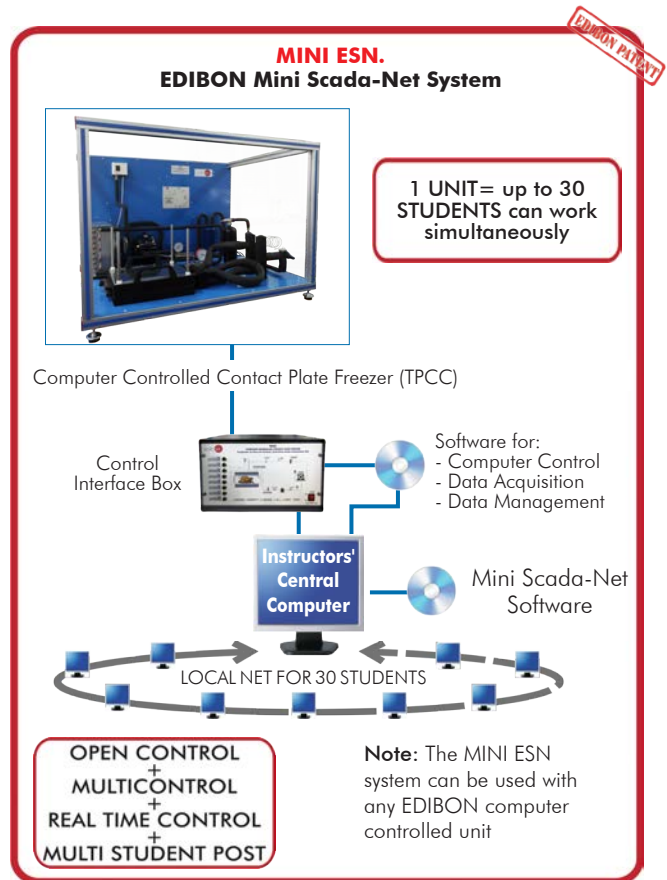 EDIBON PATENT
MINI ESN.
EDIBON Mini Scada-Net System
1 UNIT= up to 30
STUDENTS can work
simultaneously
Computer Controlled Contact Plate Freezer (TPCC)
Control
Interface Box
Software for:
- Computer Control
- Data Acquisition
- Data Management
Instructors'
Central
Computer
Mini Scada-Net
Software
LOCAL NET FOR 30 STUDENTS
OPEN CONTROL
+
MULTICONTROL
+
REAL TIME CONTROL
+
MULTI STUDENT POST
Note: The MINI ESN
system can be used with
any EDIBON computer
controlled unit